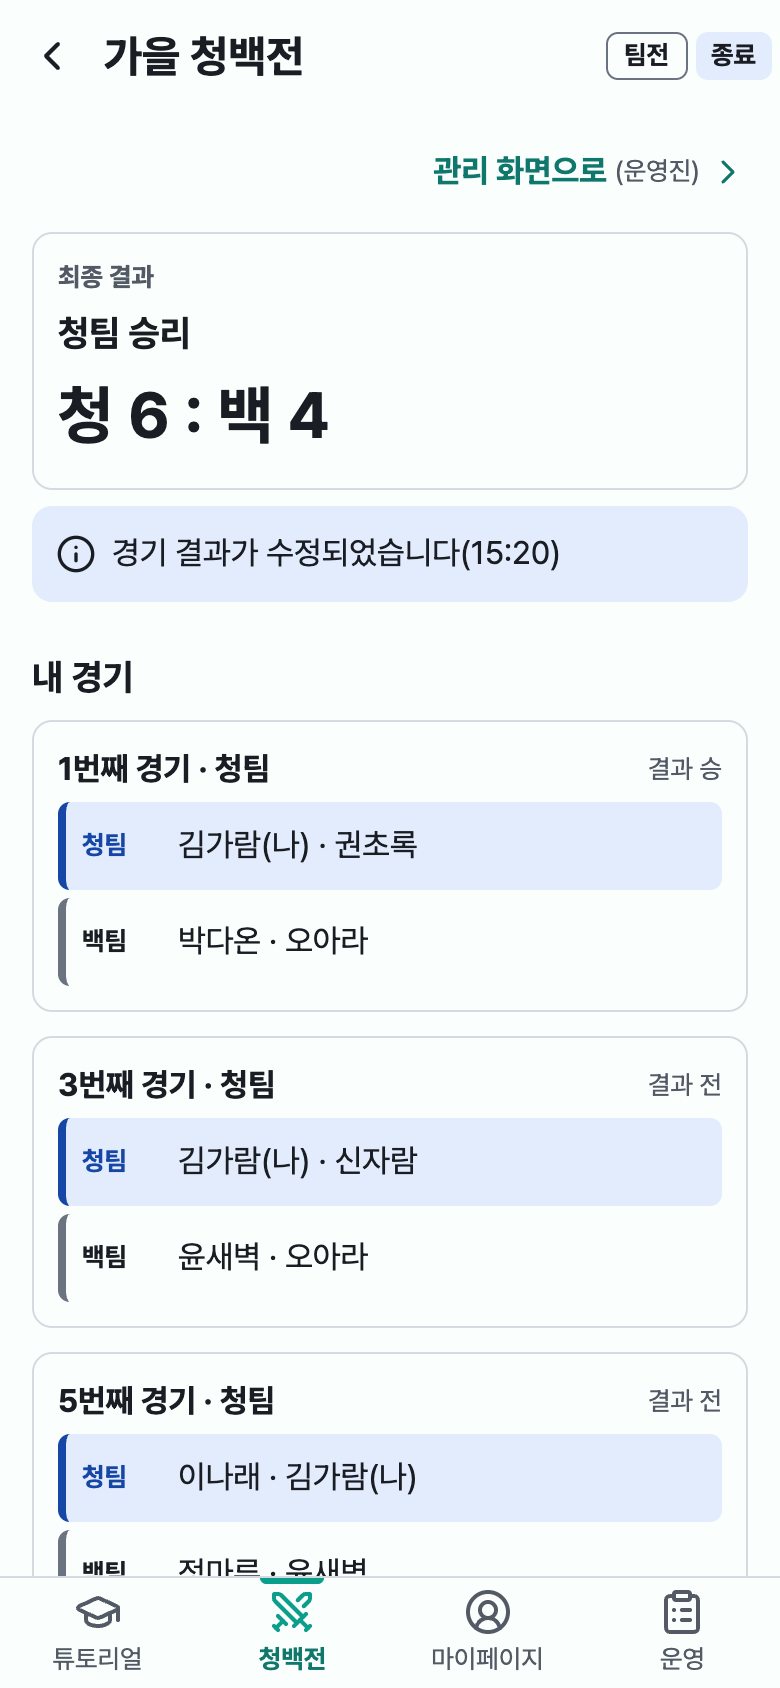 가을 청백전 팀전 종료
관리 화면으로 (운영진)
최종 결과
청팀 승리
청 6 : 백 4
경기 결과가 수정되었습니다(15:20)
내 경기
1번째 경기 · 청팀 결과 승
청팀 김가람(나) · 권초록
백팀 박다온 · 오아라
3번째 경기 · 청팀 결과 전
청팀 김가람(나) · 신자람
백팀 윤새벽 · 오아라
5번째 경기 · 청팀 결과 전
청팀 이나래 · 김가람(나)
백팀 윤새벽
튜토리얼 청백전 마이페이지 운영